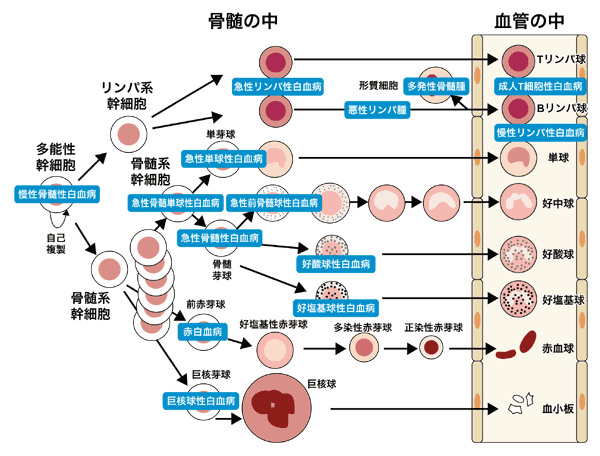 骨髄の中
血管の中
Tリンパ球
急性リンパ性白血病
形質細胞
多発性骨髄腫
成人T細胞性白血病
リンパ系
幹細胞
悪性リンパ腫
Bリンパ球
慢性リンパ性白血病
単芽球
多能性
幹細胞
骨髄系
幹細胞
急性単球性白血病
単球
慢性骨髄性白血病
急性骨髄単球性白血病
急性前骨髄球性白血病
好中球
自己
複製
急性骨髄性白血病
骨髄
芽球
好酸球性白血病
好酸球
骨髄系
幹細胞
前赤芽球
好塩基球性白血病
好塩基球
赤白血病
好塩基性赤芽球
多染性赤芽球
正染性赤芽球
赤血球
巨核芽球
巨核球
巨核球性白血病
血小板